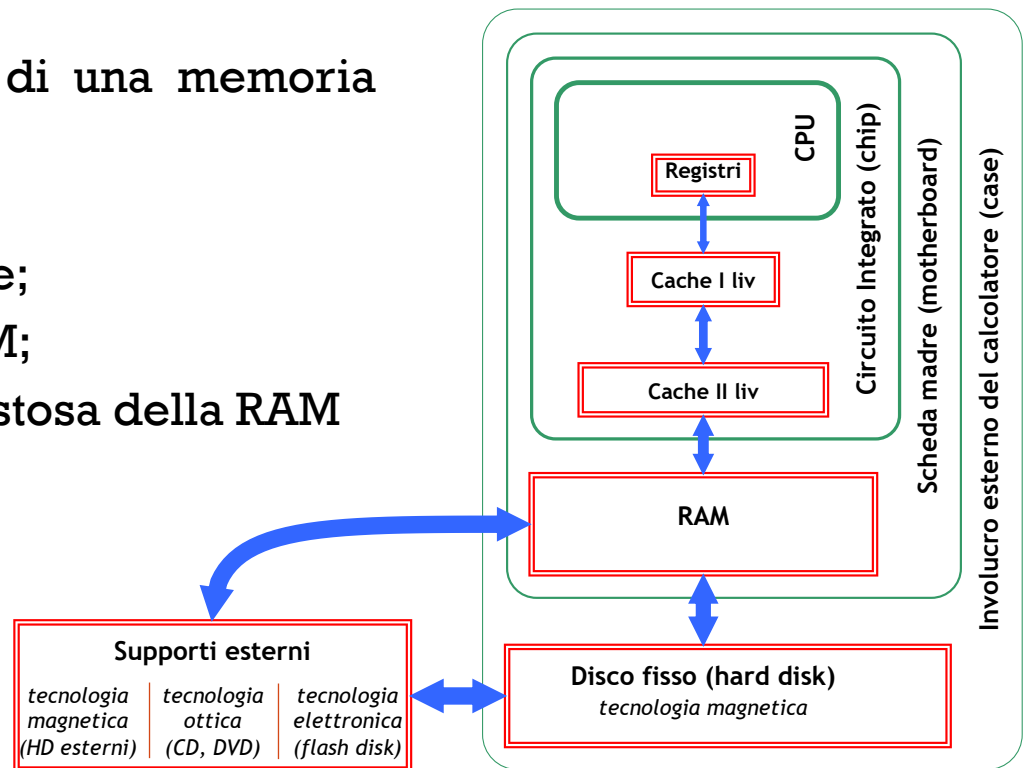 di una memoria
e;
M;
stosa della RAM
CPU
Registri
Cache I liv
Cache II liv
Circuito Integrato (chip)
Scheda madre (motherboard)
Involucro esterno del calcolatore (case)
RAM
Supporti esterni
tecnologia magnetica (HD esterni)
tecnologia ottica (CD, DVD)
tecnologia elettronica (flash disk)
Disco fisso (hard disk)
tecnologia magnetica